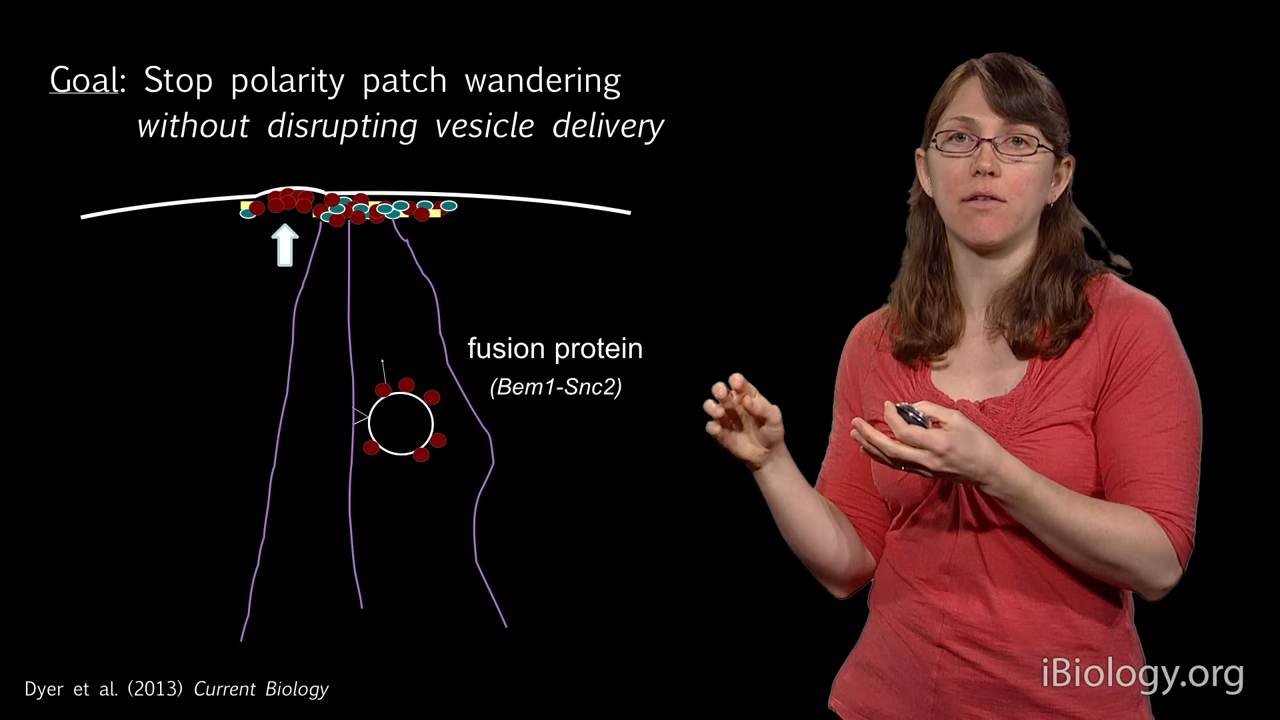 Goal: Stop polarity patch wandering
without disrupting vesicle delivery
fusion protein
(Bem1-Snc2)
Dyer et al. (2013) Current Biology
iBiology.org